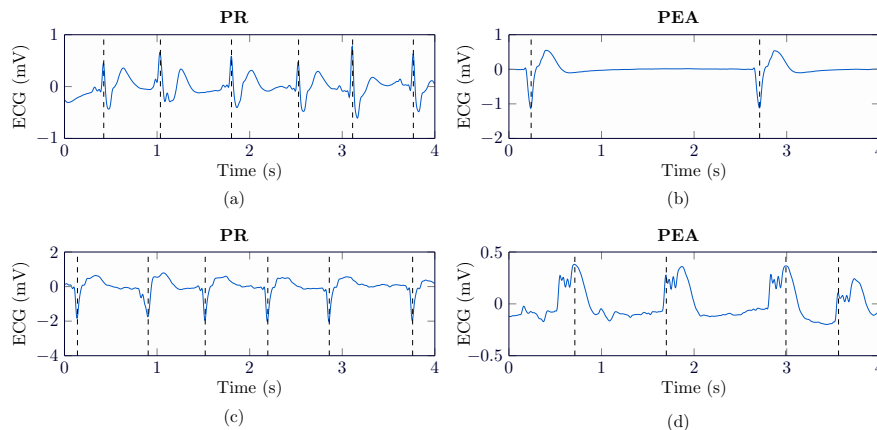 PR
ECG (mV)
1
0
−1
0 1 2 3 4
Time (s)
(a)
PEA
ECG (mV)
1
0
−1
−2
0 1 2 3 4
Time (s)
(b)
PR
ECG (mV)
2
0
−2
−4
0 1 2 3 4
Time (s)
(c)
PEA
ECG (mV)
0.5
0
−0.5
0 1 2 3 4
Time (s)
(d)